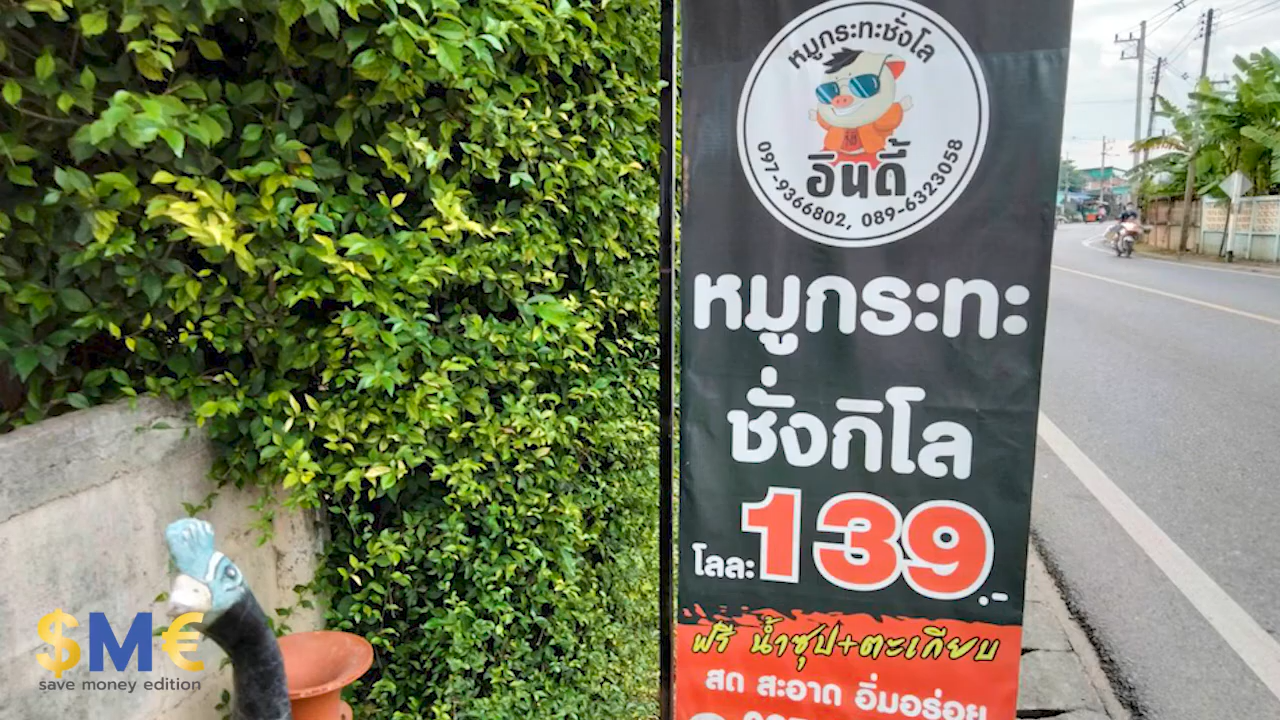 หมูกระทะชั่งโล
อินดี้
097-9366802, 089-6323058
หมูกระทะ
ชั่งกิโล
โลละ 139.-
ฟรี น้ำซุป+ตะเกียบ
สด สะอาด อิ่มอร่อย
$M€
save money edition